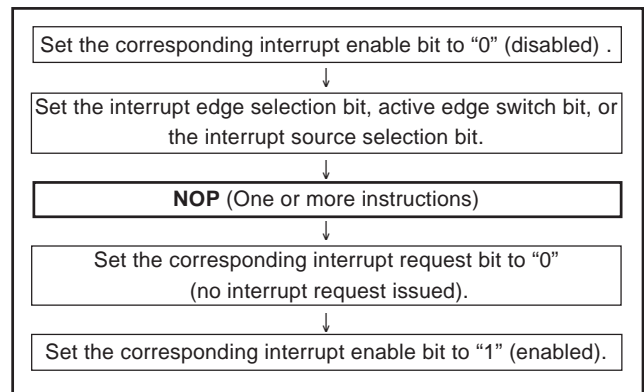 Set the corresponding interrupt enable bit to “0” (disabled) .
Set the interrupt edge selection bit, active edge switch bit, or
the interrupt source selection bit.
NOP (One or more instructions)
Set the corresponding interrupt request bit to “0”
(no interrupt request issued).
Set the corresponding interrupt enable bit to “1” (enabled).